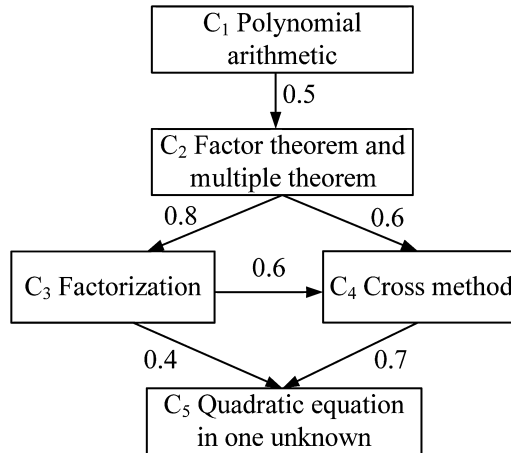 C₁ Polynomial
arithmetic
0.5
C₂ Factor theorem and
multiple theorem
0.8
0.6
C₃ Factorization
0.6
C₄ Cross method
0.4
0.7
C₅ Quadratic equation
in one unknown